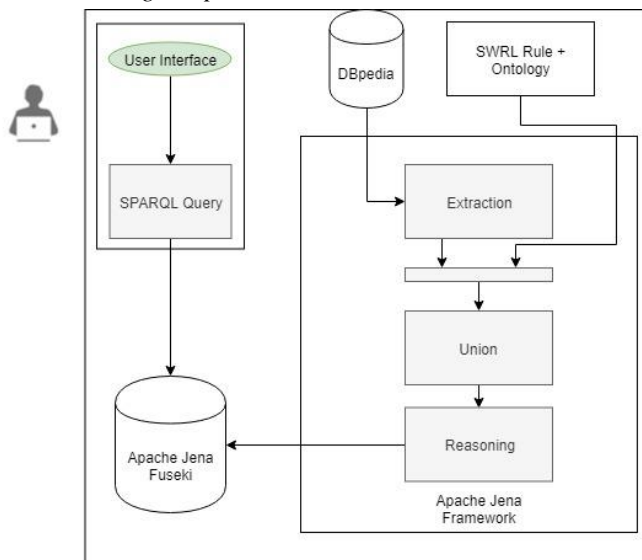 User Interface
SPARQL Query
DBpedia
SWRL Rule +
Ontology
Extraction
Union
Reasoning
Apache Jena
Fuseki
Apache Jena
Framework